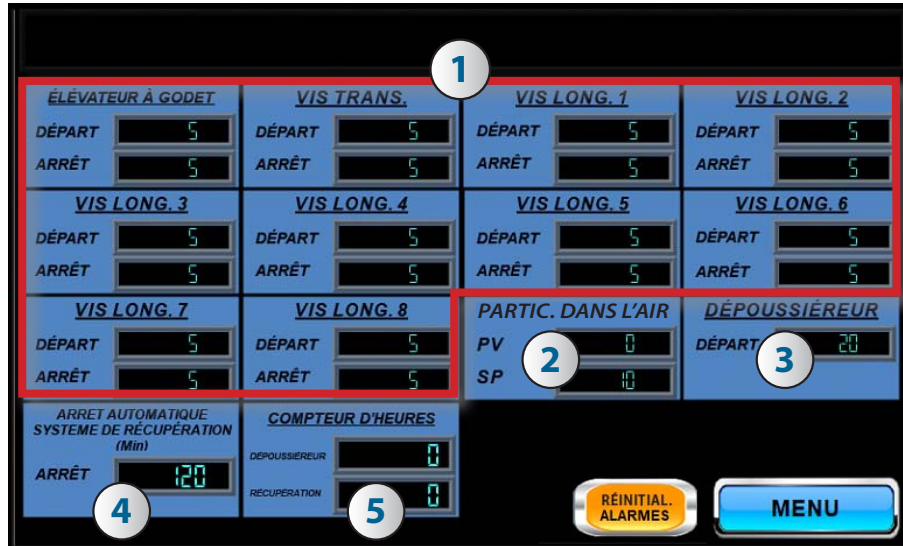 1
ÉLÉVATEUR À GODET
DÉPART 5
ARRÊT 5
VIS TRANS.
DÉPART 5
ARRÊT 5
VIS LONG. 1
DÉPART 5
ARRÊT 5
VIS LONG. 2
DÉPART 5
ARRÊT 5
VIS LONG. 3
DÉPART 5
ARRÊT 5
VIS LONG. 4
DÉPART 5
ARRÊT 5
VIS LONG. 5
DÉPART 5
ARRÊT 5
VIS LONG. 6
DÉPART 5
ARRÊT 5
VIS LONG. 7
DÉPART 5
ARRÊT 5
VIS LONG. 8
DÉPART 5
ARRÊT 5
PARTIC. DANS L'AIR
PV 0
SP 10
2
DÉPOUSSIÉREUR
DÉPART 20
3
ARRET AUTOMATIQUE
SYSTEME DE RÉCUPÉRATION
(Min)
ARRÊT 120
4
COMPTEUR D'HEURES
DÉPOUSSIÉREUR 0
RÉCUPÉRATION 0
5
RÉINITIAL.
ALARMES
MENU